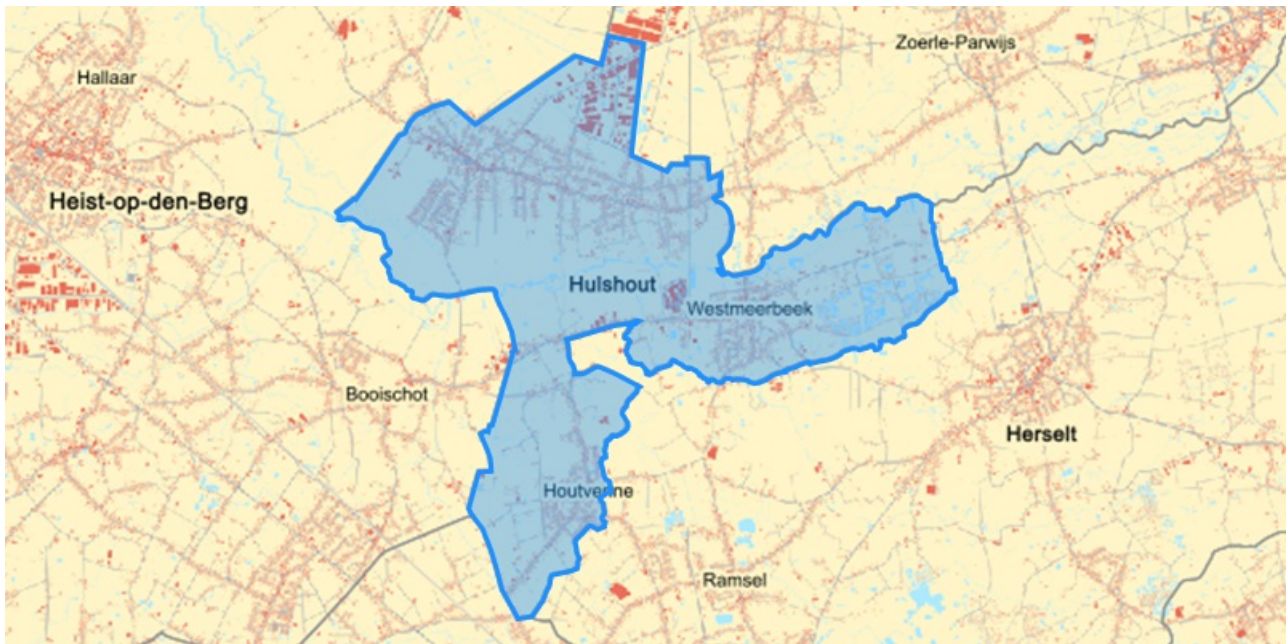 Zoerle-Parwijs
Hallaar
Heist-op-den-Berg
Hulshout
Westmeerbeek
Booischot
Herselt
Houtvenne
Ramsel